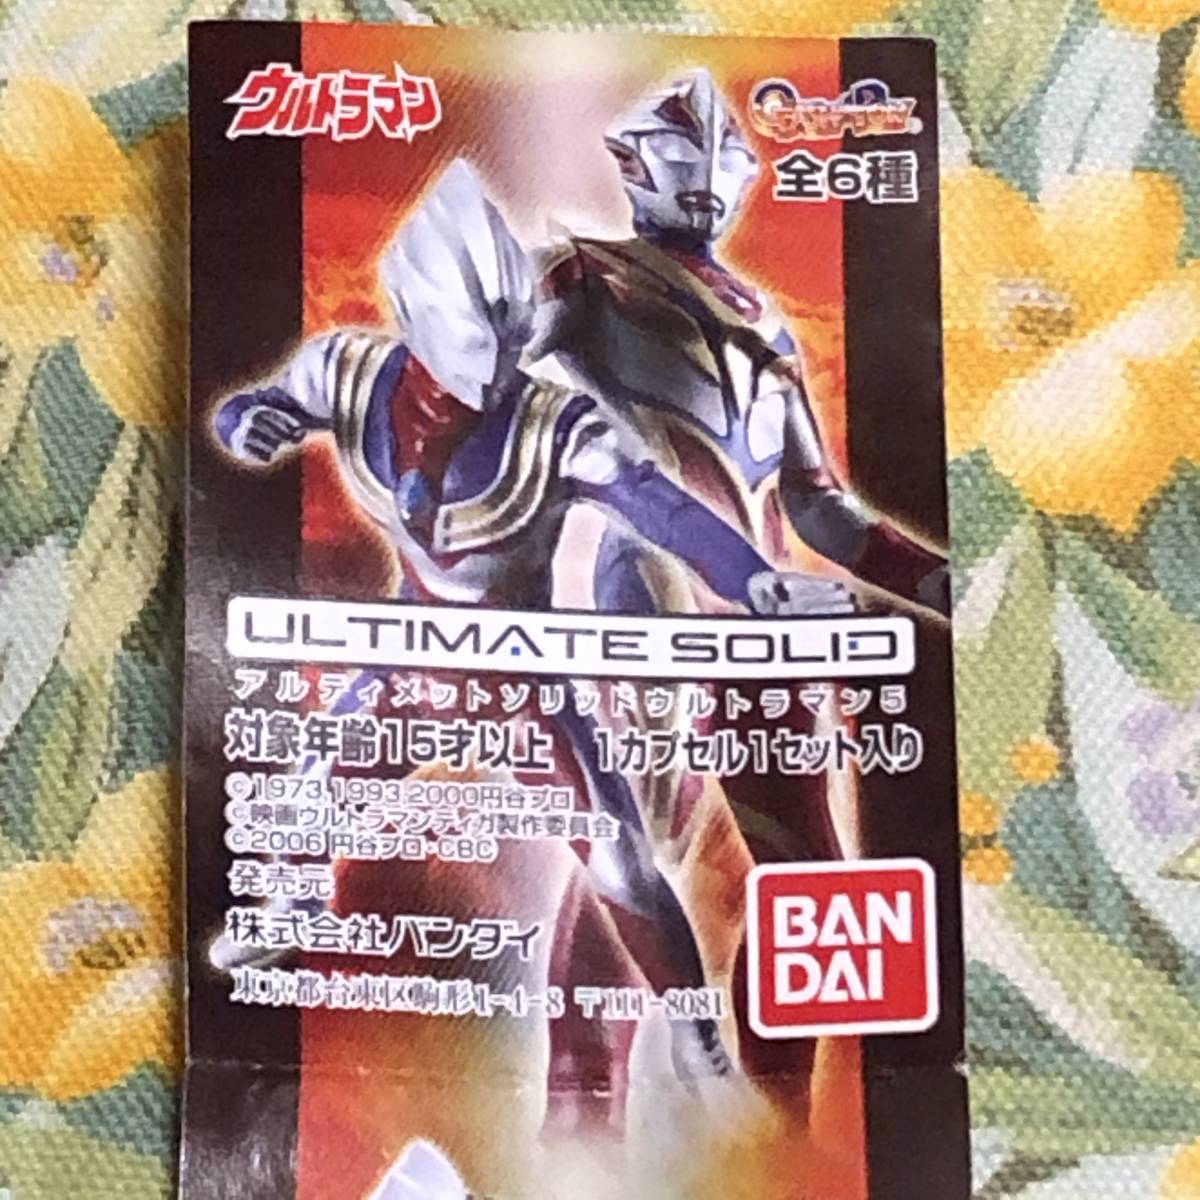 ウルトラマン
GASHAPON
全6種
ULTIMATE SOLID
アルティメットソリッドウルトラマン5
対象年齢15才以上 1カプセル1セット入り
©1973,1993,2000円谷プロ
©映画ウルトラマンティガ製作委員会
©2006 円谷プロ・CBC
発売元
株式会社バンダイ
東京都台東区駒形1-4-8 〒111-8081
BAN
DAI